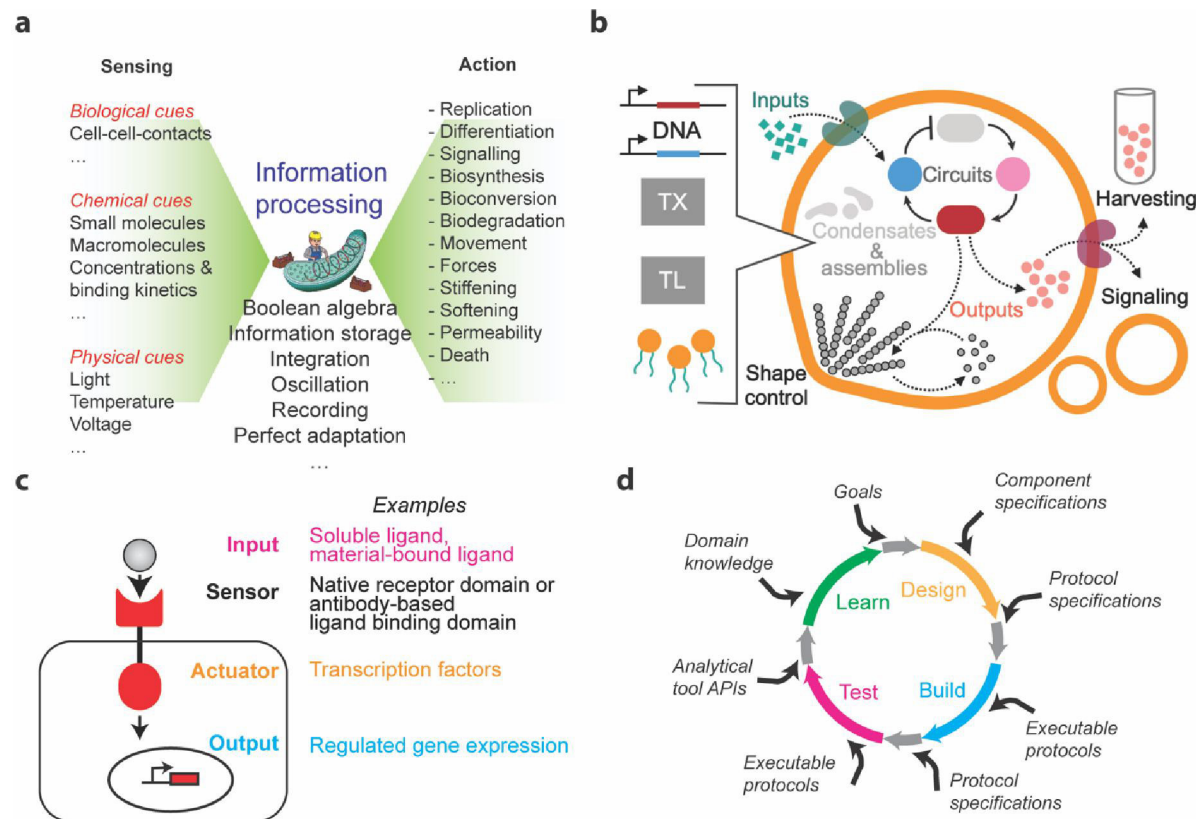 a
Sensing
Biological cues
Cell-cell-contacts
...
Chemical cues
Small molecules
Macromolecules
Concentrations &
binding kinetics
...
Physical cues
Light
Temperature
Voltage
...
Information
processing
Boolean algebra
Information storage
Integration
Oscillation
Recording
Perfect adaptation
...
Action
- Replication
- Differentiation
- Signalling
- Biosynthesis
- Bioconversion
- Biodegradation
- Movement
- Forces
- Stiffening
- Softening
- Permeability
- Death
- ...
b
DNA
TX
TL
Inputs
Circuits
Condensates
& assemblies
Outputs
Shape
control
Harvesting
Signaling
c
Examples
Input
Soluble ligand,
material-bound ligand
Sensor
Native receptor domain or
antibody-based
ligand binding domain
Actuator
Transcription factors
Output
Regulated gene expression
d
Goals
Component
specifications
Domain
knowledge
Learn
Design
Protocol
specifications
Analytical
tool APIs
Test
Build
Executable
protocols
Executable
protocols
Protocol
specifications